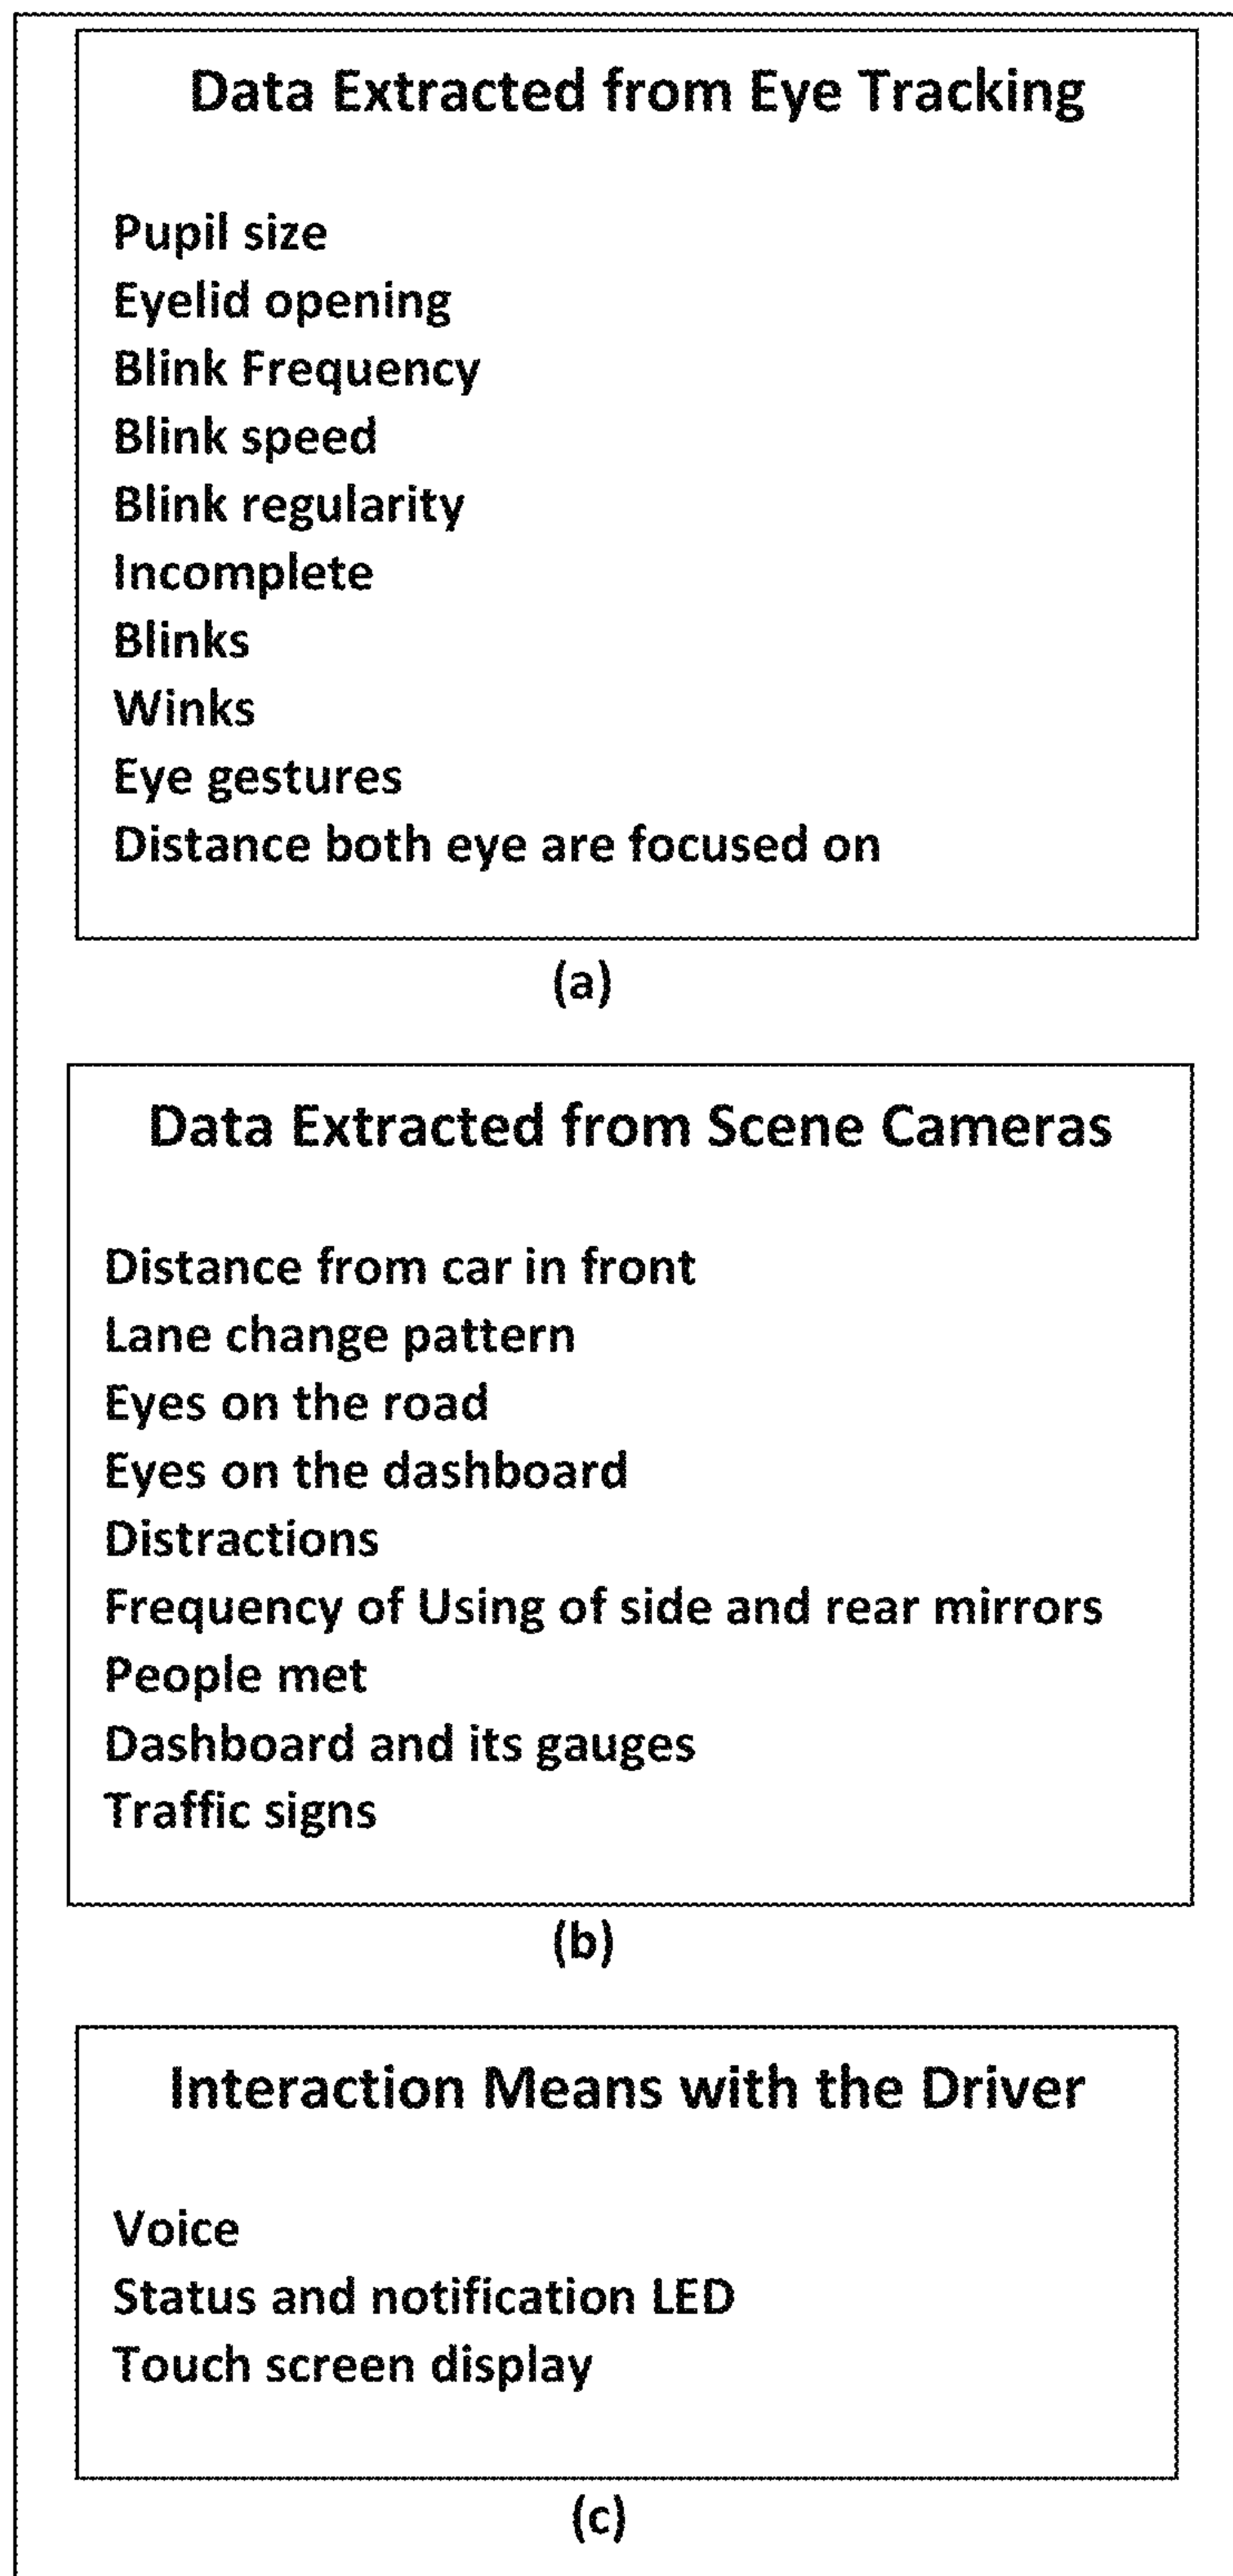 Data Extracted from Eye Tracking
Pupil size
Eyelid opening
Blink Frequency
Blink speed
Blink regularity
Incomplete
Blinks
Winks
Eye gestures
Distance both eye are focused on
(a)
Data Extracted from Scene Cameras
Distance from car in front
Lane change pattern
Eyes on the road
Eyes on the dashboard
Distractions
Frequency of Using of side and rear mirrors
People met
Dashboard and its gauges
Traffic signs
(b)
Interaction Means with the Driver
Voice
Status and notification LED
Touch screen display
(c)